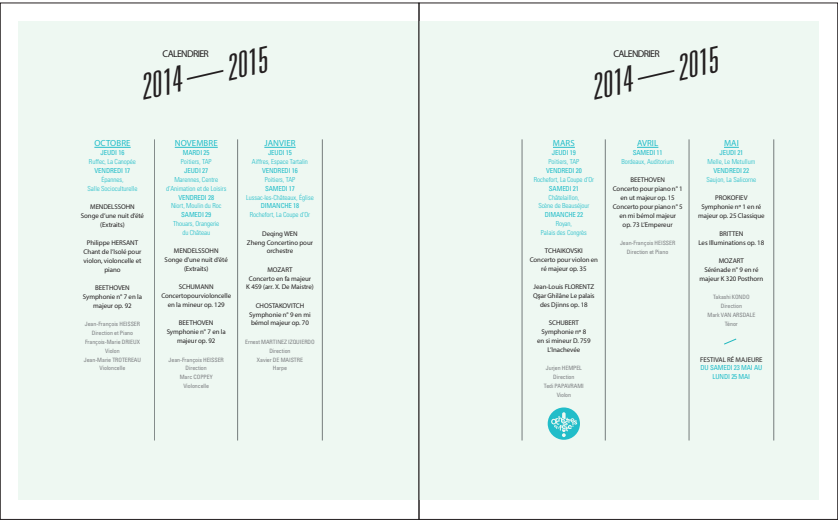 CALENDRIER
2014 — 2015
OCTOBRE
JEUDI 16
Ruffec, La Canopée
VENDREDI 17
Epannes,
Salle Socioculturelle
MENDELSSOHN
Songe d'une nuit d'été
(Extraits)
Philippe HERSANT
Chant de l'Isolé pour
violon, violoncelle et
piano
BEETHOVEN
Symphonie n° 7 en la
majeur op. 92
Jean-François HEISSER
Direction et Piano
François-Marie DRIEUX
Violon
Jean-Marie TROTEREAU
Violoncelle
NOVEMBRE
MARDI 25
Poitiers, TAP
JEUDI 27
Marennes, Centre
d'Animation et de Loisirs
VENDREDI 28
Niort, Moulin du Roc
SAMEDI 29
Thouars, Orangerie
du Château
MENDELSSOHN
Songe d'une nuit d'été
(Extraits)
SCHUMANN
Concertopourvioloncelle
en la mineur op. 129
BEETHOVEN
Symphonie n° 7 en la
majeur op. 92
Jean-François HEISSER
Direction
Marc COPPEY
Violoncelle
JANVIER
JEUDI 15
Aiffres, Espace Tartalin
VENDREDI 16
Poitiers, TAP
SAMEDI 17
Lussac-les-Châteaux, Eglise
DIMANCHE 18
Rochefort, La Coupe d'Or
Deqing WEN
Zheng Concertino pour
orchestre
MOZART
Concerto en fa majeur
K 459 (arr. X. De Maistre)
CHOSTAKOVITCH
Symphonie n° 9 en mi
bémol majeur op. 70
Ernest MARTINEZ IZQUIERDO
Direction
Xavier DE MAISTRE
Harpe
CALENDRIER
2014 — 2015
MARS
JEUDI 19
Poitiers, TAP
VENDREDI 20
Rochefort, La Coupe d'Or
SAMEDI 21
Châtelaillon,
Scène de Beauséjour
DIMANCHE 22
Royan,
Palais des Congrès
TCHAIKOVSKI
Concerto pour violon en
ré majeur op. 35
Jean-Louis FLORENTZ
Qsar Ghilâne Le palais
des Djinns op. 18
SCHUBERT
Symphonie n° 8
en si mineur D. 759
L'Inachevée
Jurjen HEMPEL
Direction
Tedi PAPAVRAMI
Violon
AVRIL
SAMEDI 11
Bordeaux, Auditorium
BEETHOVEN
Concerto pour piano n° 1
en ut majeur op. 15
Concerto pour piano n° 5
en mi bémol majeur
op. 73 L'Empereur
Jean-François HEISSER
Direction et Piano
MAI
JEUDI 21
Melle, Le Metullum
VENDREDI 22
Saujon, La Salicorne
PROKOFIEV
Symphonie n° 1 en ré
majeur op. 25 Classique
BRITTEN
Les Illuminations op. 18
MOZART
Sérénade n° 9 en ré
majeur K 320 Posthorn
Takashi KONDO
Direction
Mark VAN ARSDALE
Ténor
FESTIVAL RÉ MAJEURE
DU SAMEDI 23 MAI AU
LUNDI 25 MAI